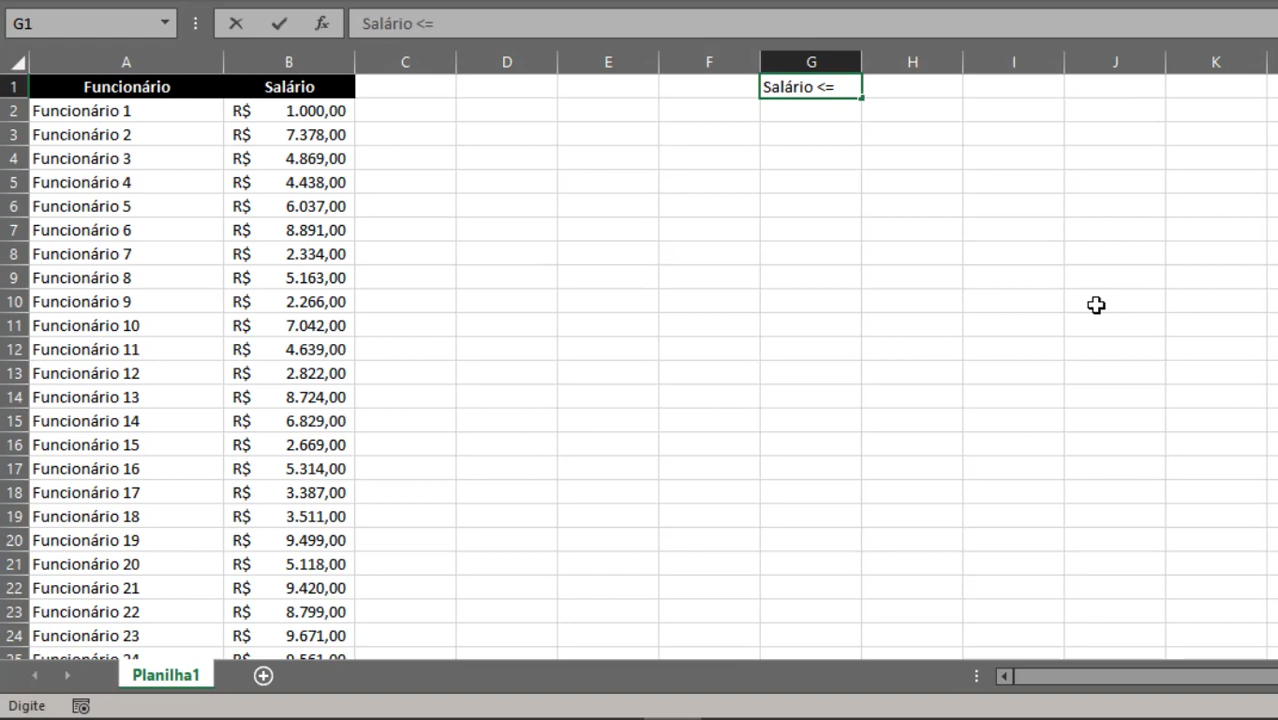 G1 fx Salário <=
A B C D E F G H I J K
1 Funcionário Salário Salário <=
2 Funcionário 1 R$ 1.000,00
3 Funcionário 2 R$ 7.378,00
4 Funcionário 3 R$ 4.869,00
5 Funcionário 4 R$ 4.438,00
6 Funcionário 5 R$ 6.037,00
7 Funcionário 6 R$ 8.891,00
8 Funcionário 7 R$ 2.334,00
9 Funcionário 8 R$ 5.163,00
10 Funcionário 9 R$ 2.266,00
11 Funcionário 10 R$ 7.042,00
12 Funcionário 11 R$ 4.639,00
13 Funcionário 12 R$ 2.822,00
14 Funcionário 13 R$ 8.724,00
15 Funcionário 14 R$ 6.829,00
16 Funcionário 15 R$ 2.669,00
17 Funcionário 16 R$ 5.314,00
18 Funcionário 17 R$ 3.387,00
19 Funcionário 18 R$ 3.511,00
20 Funcionário 19 R$ 9.499,00
21 Funcionário 20 R$ 5.118,00
22 Funcionário 21 R$ 9.420,00
23 Funcionário 22 R$ 8.799,00
24 Funcionário 23 R$ 9.671,00
25 Funcionário 24 R$ 9.561,00
Planilha1
Digite